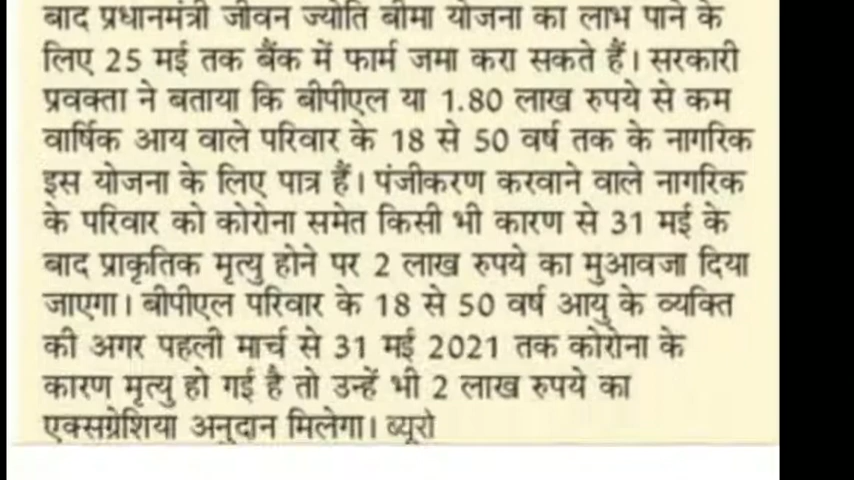 बाद प्रधानमंत्री जीवन ज्योति बीमा योजना का लाभ पाने के
लिए 25 मई तक बैंक में फार्म जमा करा सकते हैं। सरकारी
प्रवक्ता ने बताया कि बीपीएल या 1.80 लाख रुपये से कम
वार्षिक आय वाले परिवार के 18 से 50 वर्ष तक के नागरिक
इस योजना के लिए पात्र हैं। पंजीकरण करवाने वाले नागरिक
के परिवार को कोरोना समेत किसी भी कारण से 31 मई के
बाद प्राकृतिक मृत्यु होने पर 2 लाख रुपये का मुआवजा दिया
जाएगा। बीपीएल परिवार के 18 से 50 वर्ष आयु के व्यक्ति
की अगर पहली मार्च से 31 मई 2021 तक कोरोना के
कारण मृत्यु हो गई है तो उन्हें भी 2 लाख रुपये का
एक्सग्रेशिया अनुदान मिलेगा। ब्यूरो